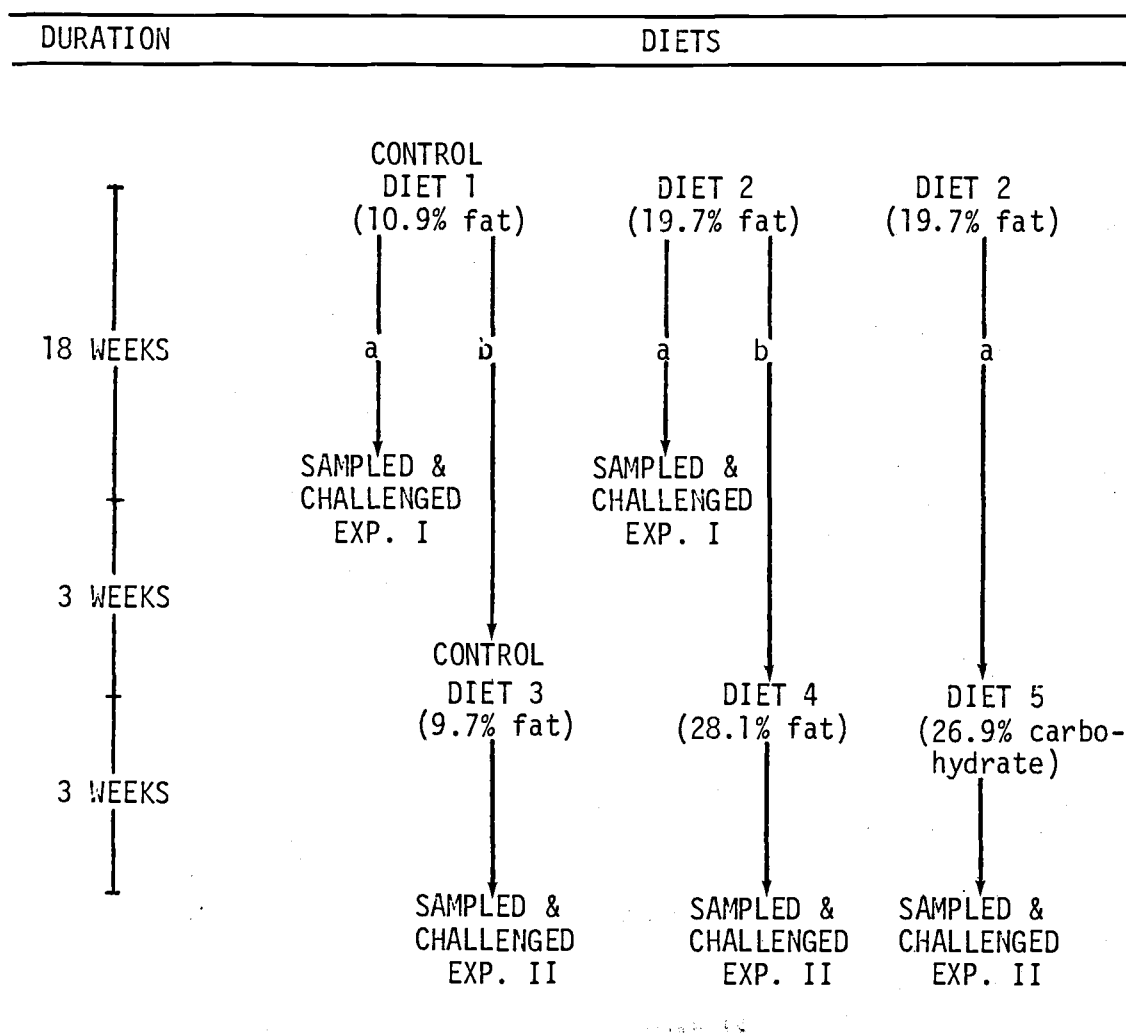 DURATION DIETS
CONTROL
DIET 1 DIET 2 DIET 2
(10.9% fat) (19.7% fat) (19.7% fat)
18 WEEKS a b a b a
SAMPLED & SAMPLED &
CHALLENGED CHALLENGED
EXP. I EXP. I
3 WEEKS
CONTROL
DIET 3 DIET 4 DIET 5
(9.7% fat) (28.1% fat) (26.9% carbo-
hydrate)
3 WEEKS
SAMPLED & SAMPLED & SAMPLED &
CHALLENGED CHALLENGED CHALLENGED
EXP. II EXP. II EXP. II